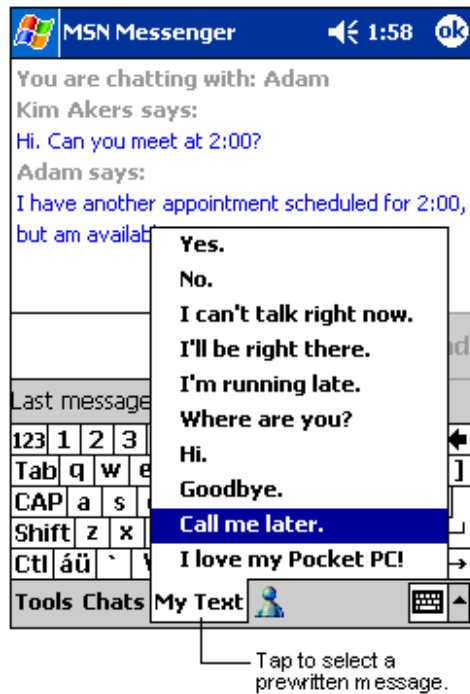 MSN Messenger 1:58 ok
You are chatting with: Adam
Kim Akers says:
Hi. Can you meet at 2:00?
Adam says:
I have another appointment scheduled for 2:00,
but am
Yes.
No.
I can't talk right now.
I'll be right there.
I'm running late.
Where are you?
Hi.
Goodbye.
Call me later.
I love my Pocket PC!
Last message
123 1 2 3
Tab q w e ]
CAP a s
Shift z x
Ctl áü `
Tools Chats My Text
Tap to select a
prewritten message.